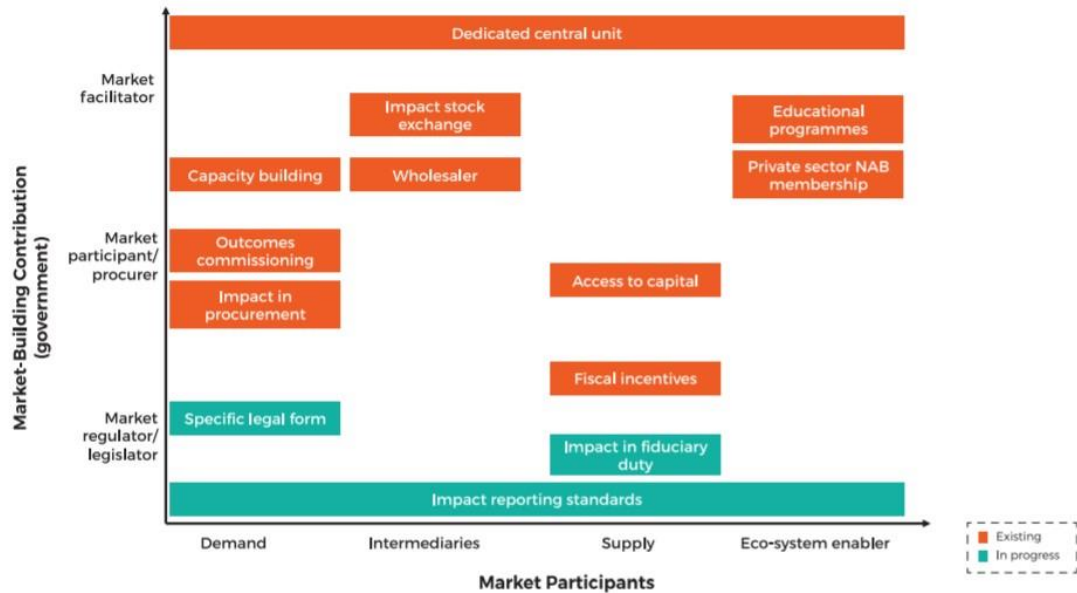 Dedicated central unit
Market
facilitator
Impact stock
exchange
Educational
programmes
Capacity building
Wholesaler
Private sector NAB
membership
Market-Building Contribution
(government)
Market
participant/
procurer
Outcomes
commissioning
Access to capital
Impact in
procurement
Fiscal incentives
Market
regulator/
legislator
Specific legal form
Impact in fiduciary
duty
Impact reporting standards
Demand
Intermediaries
Supply
Eco-system enabler
Market Participants
Existing
In progress